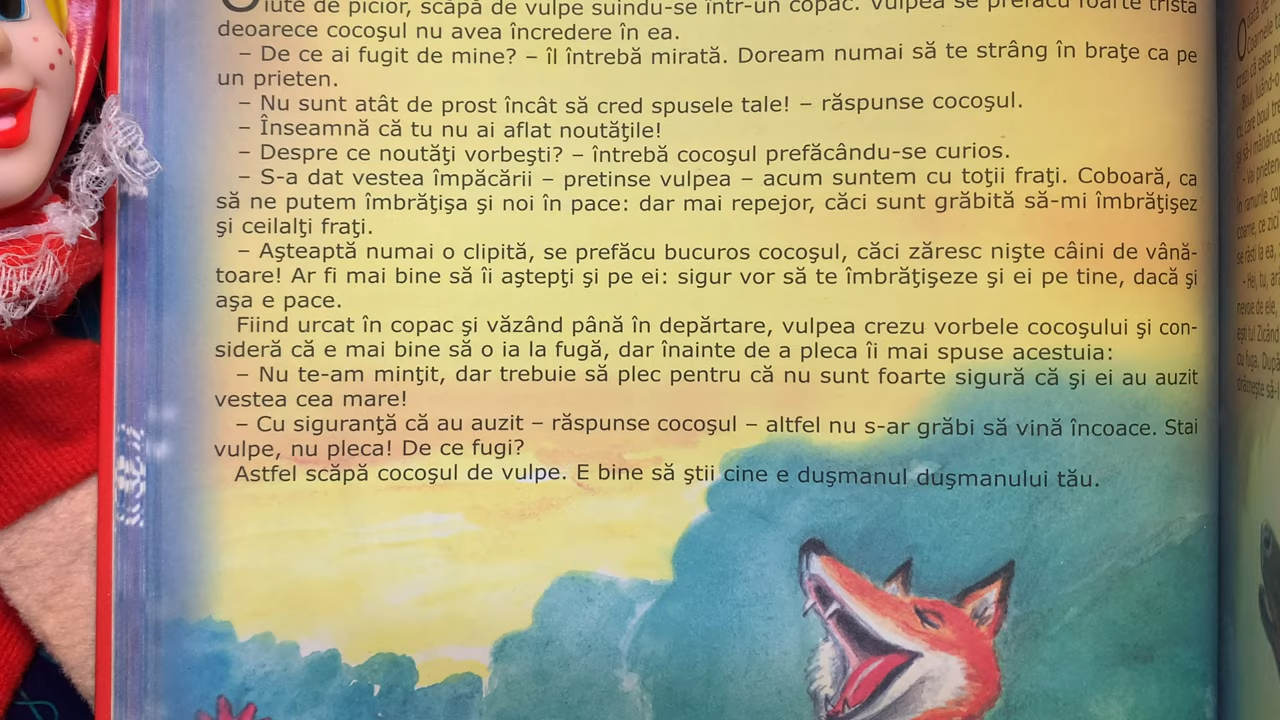 iute de picior, scăpă de vulpe suindu-se într-un copac. Vulpea se prefăcu foarte tristă
deoarece cocoşul nu avea încredere în ea.
– De ce ai fugit de mine? – îl întrebă mirată. Doream numai să te strâng în braţe ca pe
un prieten.
– Nu sunt atât de prost încât să cred spusele tale! – răspunse cocoşul.
– Înseamnă că tu nu ai aflat noutăţile!
– Despre ce noutăţi vorbeşti? – întrebă cocoşul prefăcându-se curios.
– S-a dat vestea împăcării – pretinse vulpea – acum suntem cu toţii fraţi. Coboară, ca
să ne putem îmbrăţişa şi noi în pace: dar mai repejor, căci sunt grăbită să-mi îmbrăţişez
şi ceilalţi fraţi.
– Aşteaptă numai o clipită, se prefăcu bucuros cocoşul, căci zăresc nişte câini de vână-
toare! Ar fi mai bine să îi aştepţi şi pe ei: sigur vor să te îmbrăţişeze şi ei pe tine, dacă şi
aşa e pace.
Fiind urcat în copac şi văzând până în depărtare, vulpea crezu vorbele cocoşului şi con-
sideră că e mai bine să o ia la fugă, dar înainte de a pleca îi mai spuse acestuia:
– Nu te-am minţit, dar trebuie să plec pentru că nu sunt foarte sigură că şi ei au auzit
vestea cea mare!
– Cu siguranţă că au auzit – răspunse cocoşul – altfel nu s-ar grăbi să vină încoace. Stai
vulpe, nu pleca! De ce fugi?
Astfel scăpă cocoşul de vulpe. E bine să ştii cine e duşmanul duşmanului tău.